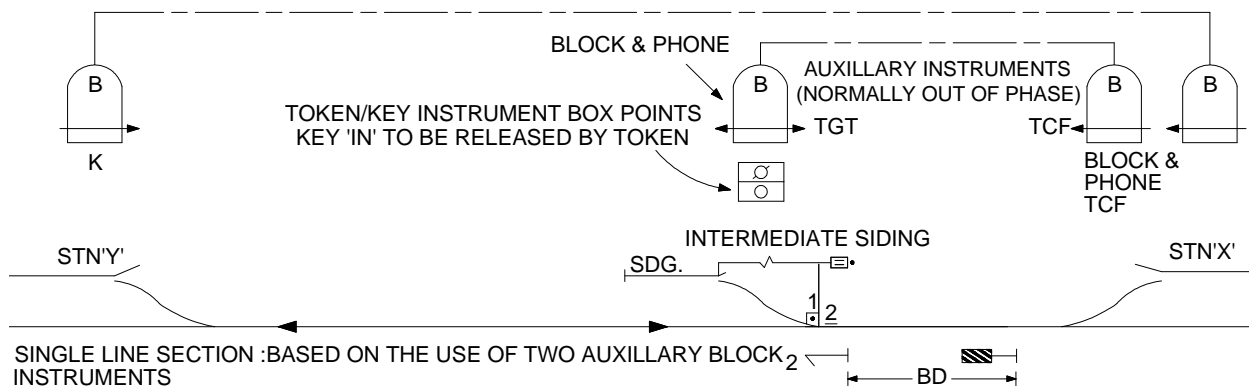 BLOCK & PHONE
B
B
AUXILLARY INSTRUMENTS
(NORMALLY OUT OF PHASE)
B
B
TOKEN/KEY INSTRUMENT BOX POINTS
KEY 'IN' TO BE RELEASED BY TOKEN
TGT
TCF
K
BLOCK &
PHONE
TCF
INTERMEDIATE SIDING
STN'Y'
SDG.
STN'X'
1
2
SINGLE LINE SECTION :BASED ON THE USE OF TWO AUXILLARY BLOCK
INSTRUMENTS
2
BD